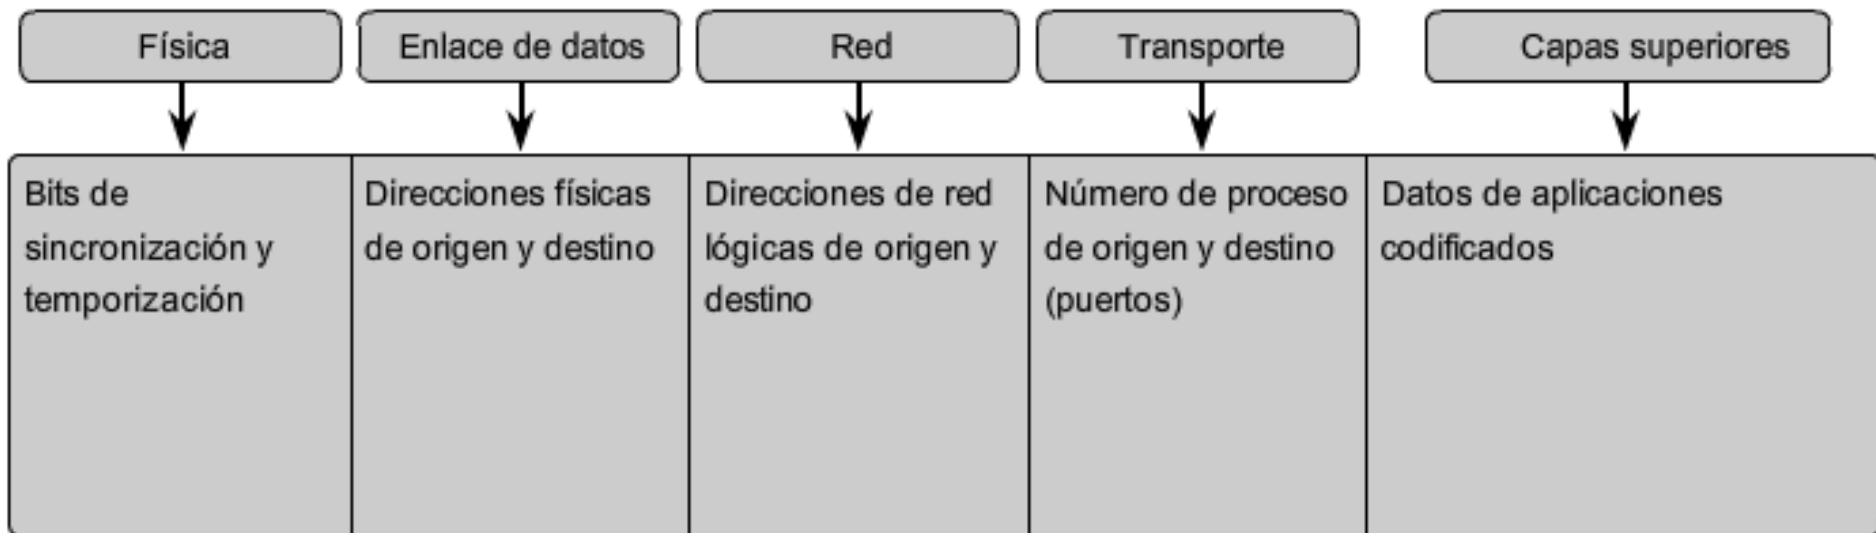 Física
Enlace de datos
Red
Transporte
Capas superiores
Bits de
sincronización y
temporización
Direcciones físicas
de origen y destino
Direcciones de red
lógicas de origen y
destino
Número de proceso
de origen y destino
(puertos)
Datos de aplicaciones
codificados